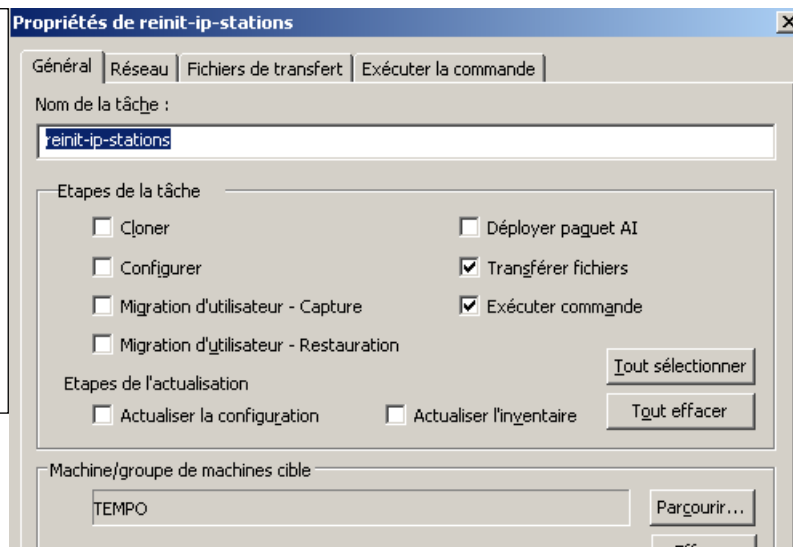 Propriétés de reinit-ip-stations
Général Réseau Fichiers de transfert Exécuter la commande
Nom de la tâche :
reinit-ip-stations
Etapes de la tâche
Cloner Déployer paquet AI
Configurer Transférer fichiers
Migration d'utilisateur - Capture Exécuter commande
Migration d'utilisateur - Restauration
Tout sélectionner
Etapes de l'actualisation
Actualiser la configuration Actualiser l'inventaire Tout effacer
Machine/groupe de machines cible
TEMPO Parcourir...